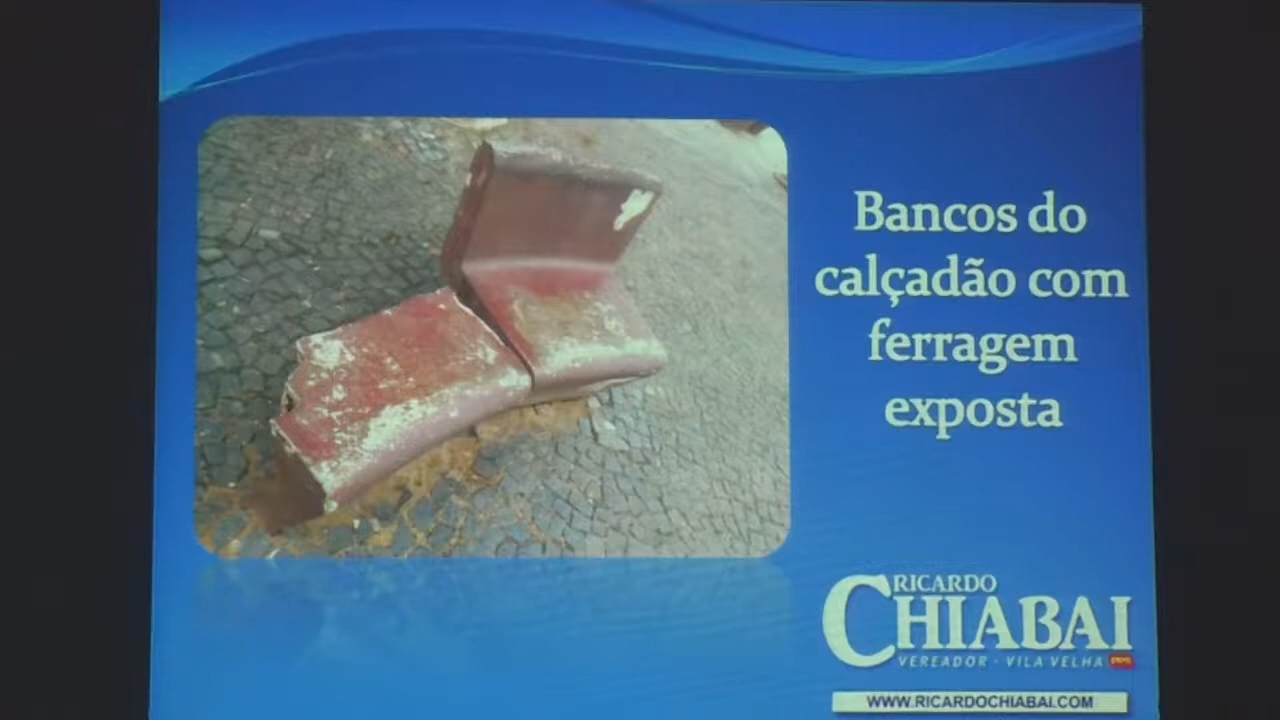 Bancos do
calçadão com
ferragem
exposta
RICARDO
CHIABAI
VEREADOR - VILA VELHA
WWW.RICARDOCHIABAI.COM